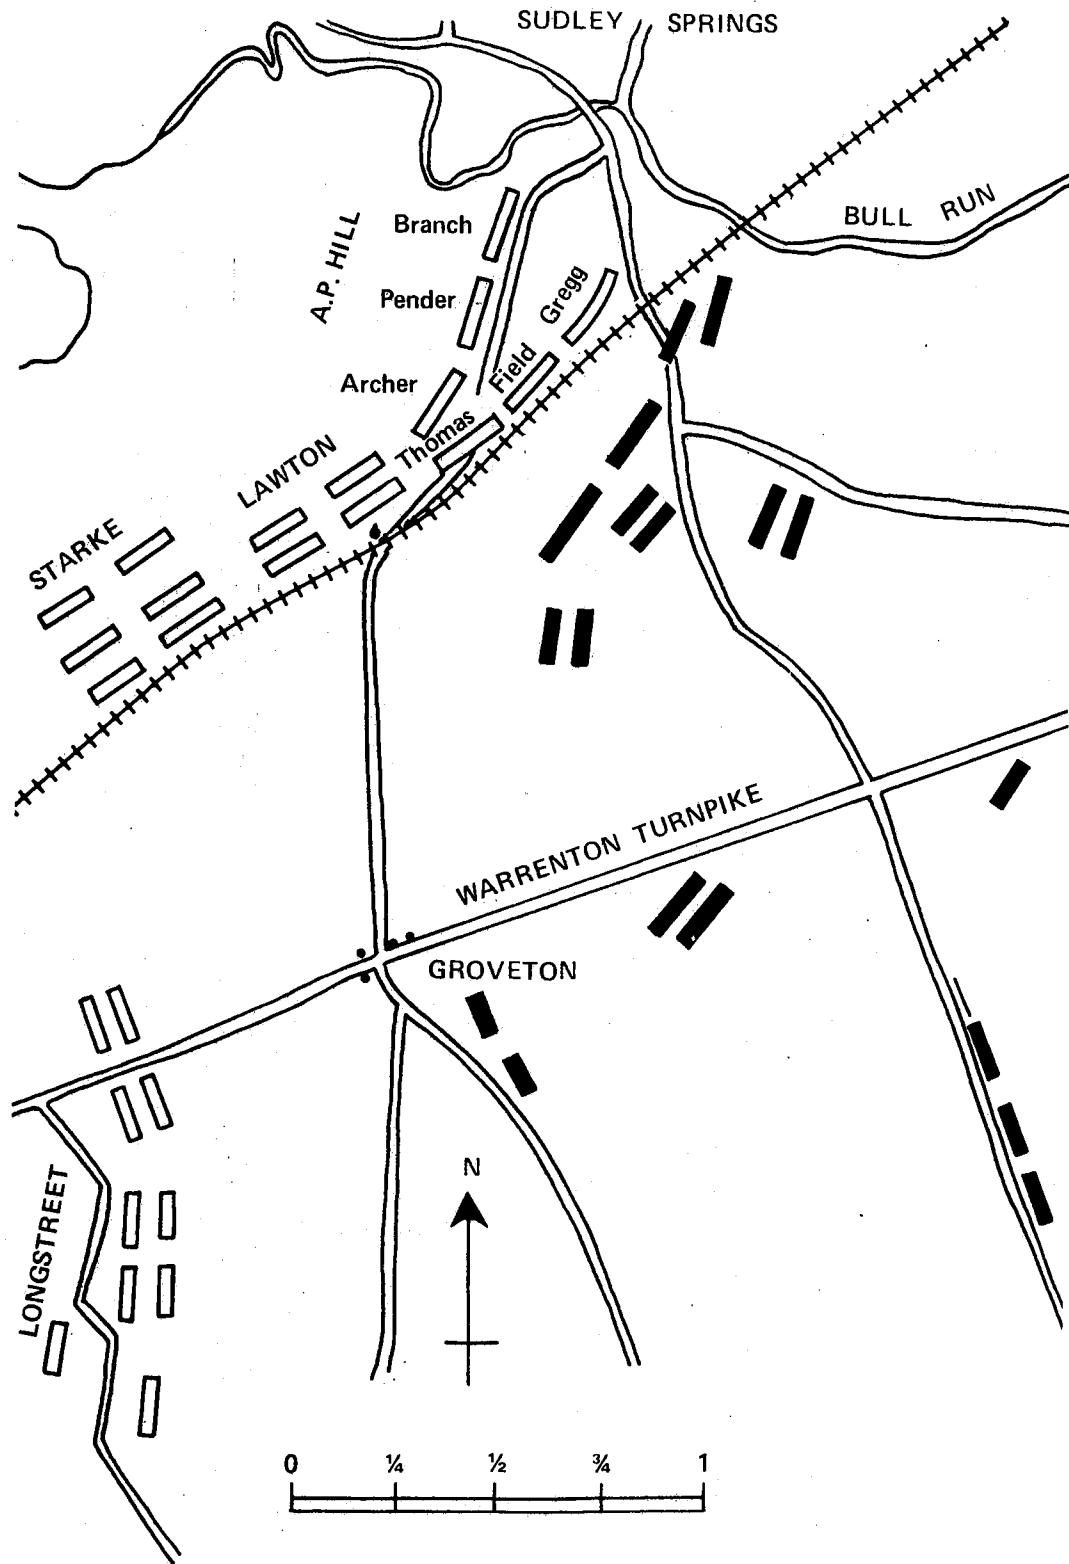 SUDLEY SPRINGS
BULL RUN
Branch
A.P. HILL
Pender
Gregg
Field
Archer
Thomas
LAWTON
STARKE
WARRENTON TURNPIKE
GROVETON
N
LONGSTREET
0 ¼ ½ ¾ 1